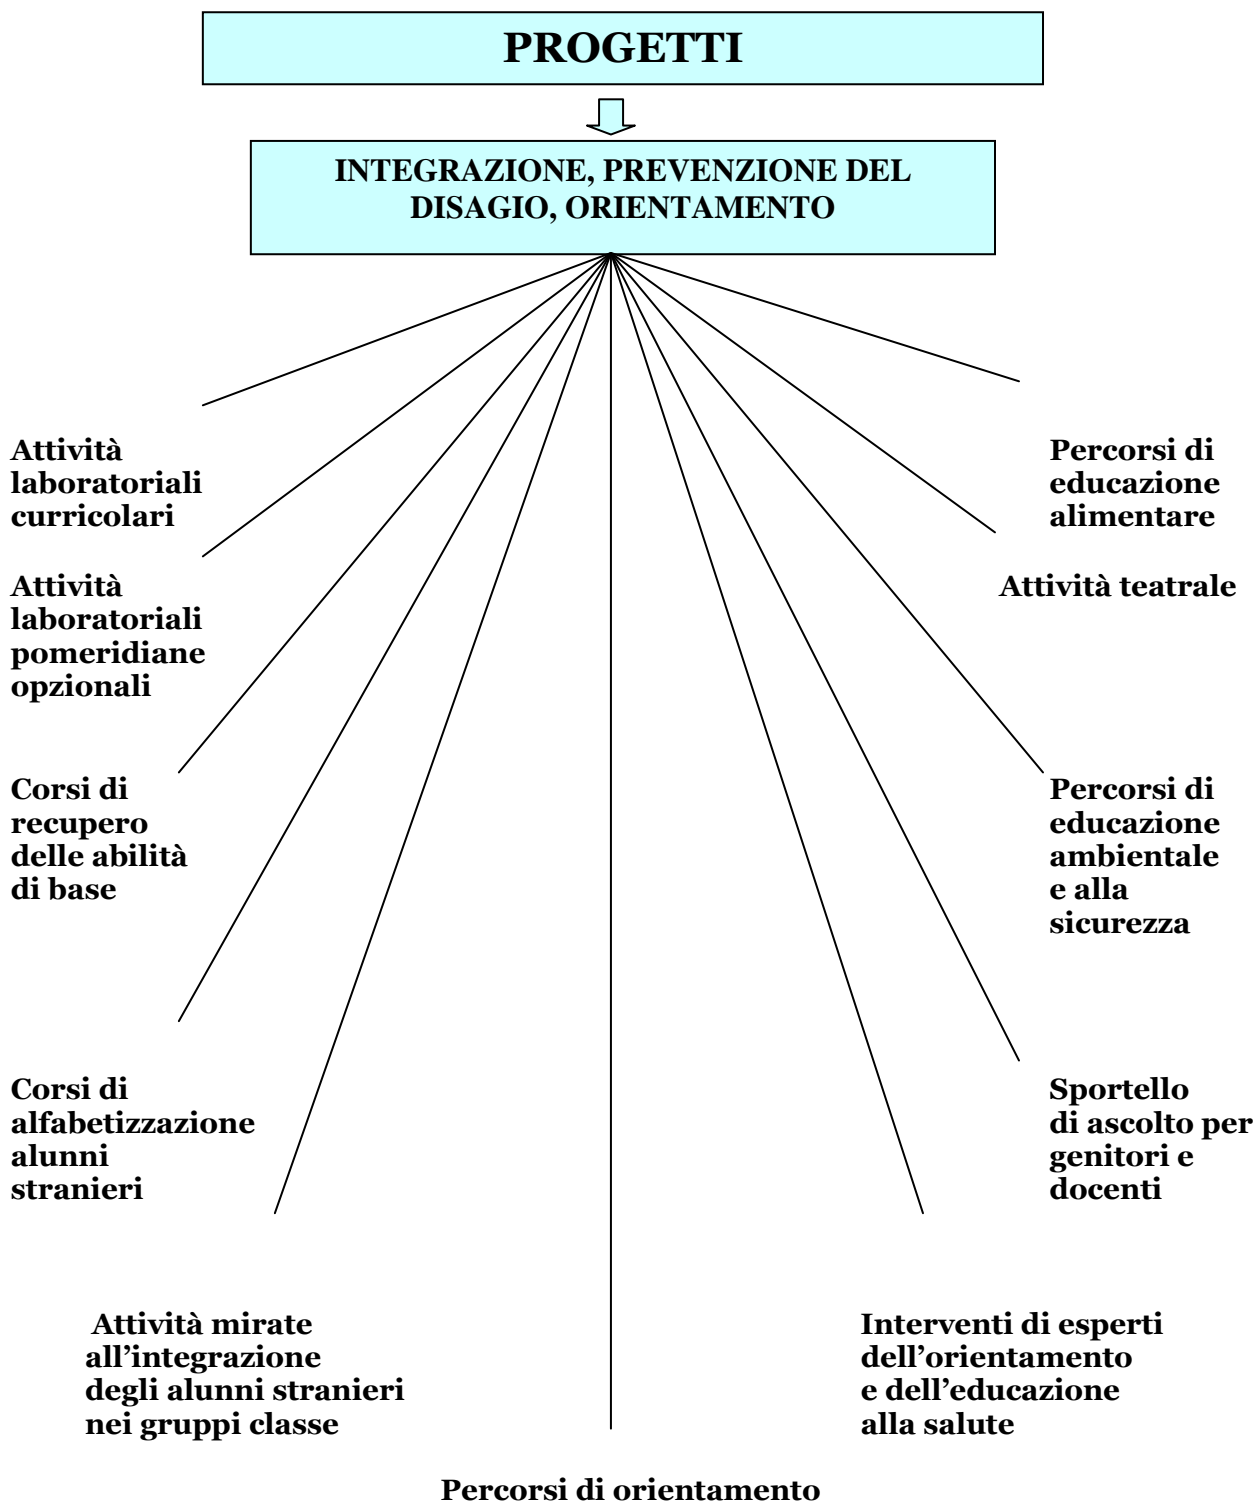 PROGETTI
INTEGRAZIONE, PREVENZIONE DEL
DISAGIO, ORIENTAMENTO
Attività
laboratoriali
curricolari
Percorsi di
educazione
alimentare
Attività
laboratoriali
pomeridiane
opzionali
Attività teatrale
Corsi di
recupero
delle abilità
di base
Percorsi di
educazione
ambientale
e alla
sicurezza
Corsi di
alfabetizzazione
alunni
stranieri
Sportello
di ascolto per
genitori e
docenti
Attività mirate
all’integrazione
degli alunni stranieri
nei gruppi classe
Interventi di esperti
dell’orientamento
e dell’educazione
alla salute
Percorsi di orientamento